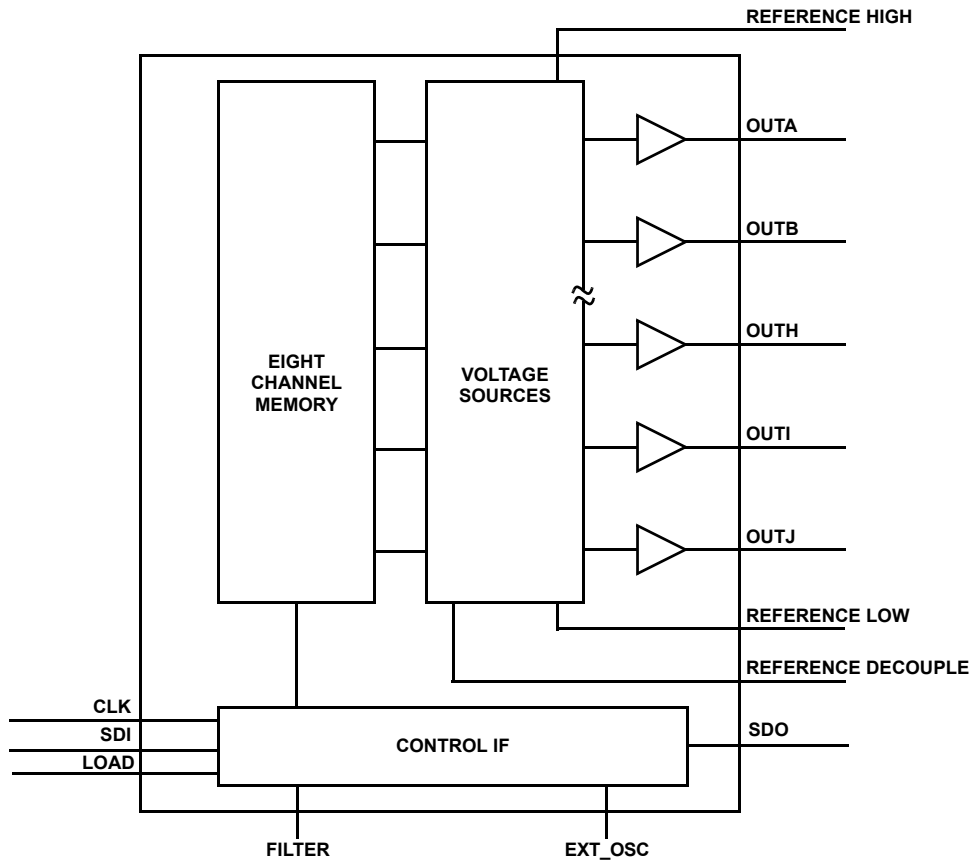 REFERENCE HIGH
OUTA
OUTB
OUTH
EIGHT
CHANNEL
MEMORY
VOLTAGE
SOURCES
OUTI
OUTJ
REFERENCE LOW
REFERENCE DECOUPLE
CLK
SDI
LOAD
CONTROL IF
SDO
FILTER
EXT_OSC